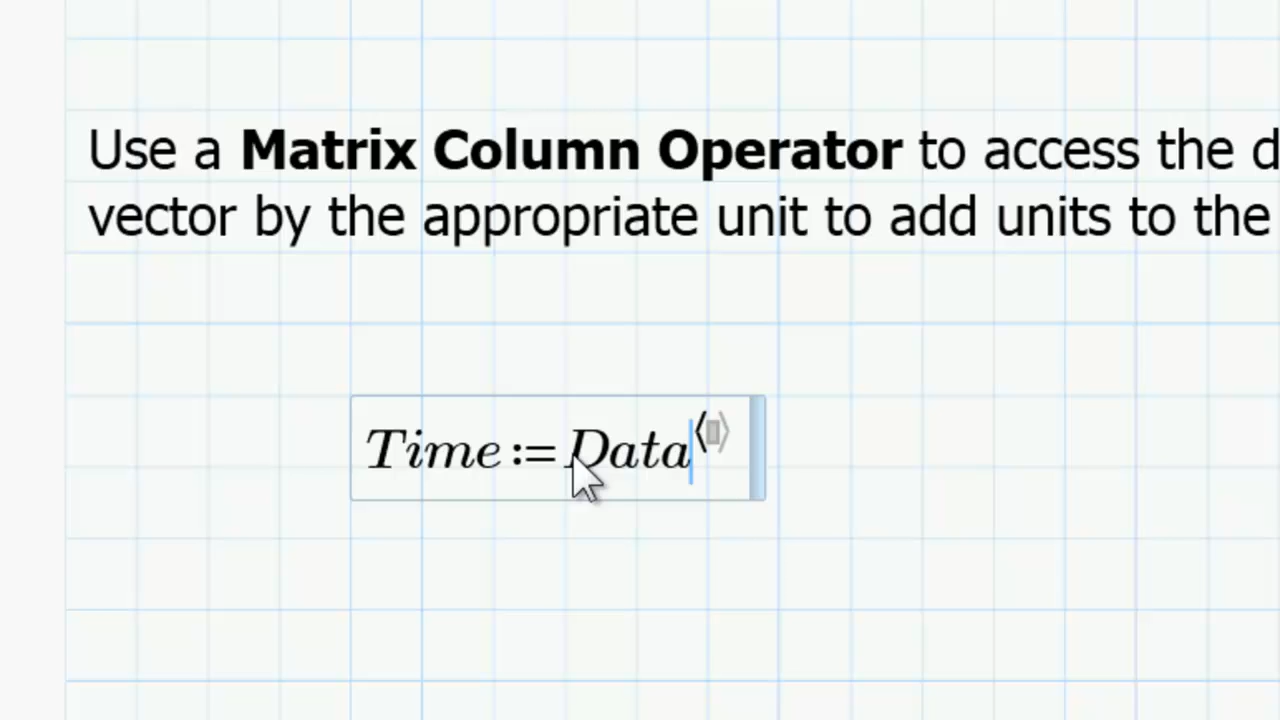 Use a Matrix Column Operator to access the d
vector by the appropriate unit to add units to the
Time := Data⟨▯⟩